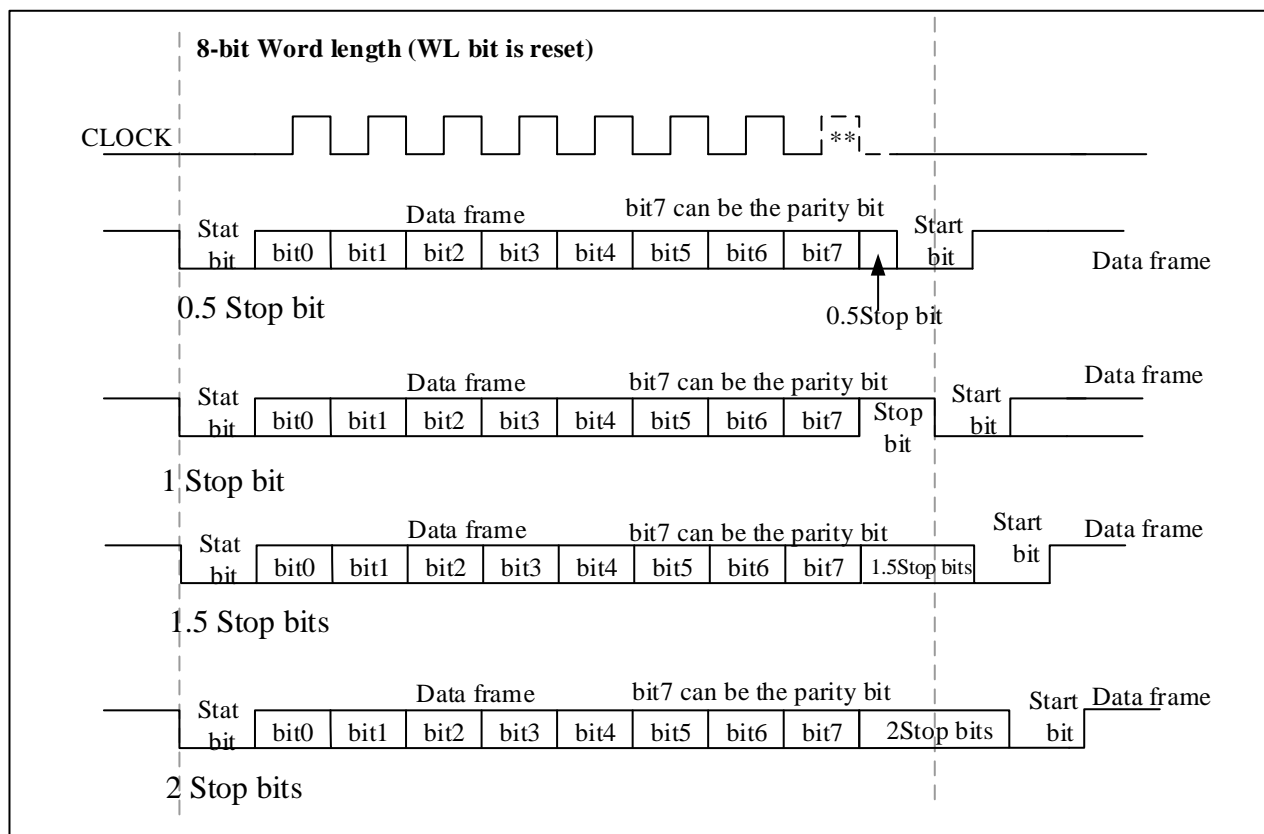 8-bit Word length (WL bit is reset)
CLOCK
**
Data frame
bit7 can be the parity bit
Stat
bit
bit0 bit1 bit2 bit3 bit4 bit5 bit6 bit7
Start
bit
Data frame
0.5 Stop bit
0.5Stop bit
Data frame
bit7 can be the parity bit
Data frame
Stat
bit
bit0 bit1 bit2 bit3 bit4 bit5 bit6 bit7
Stop
bit
Start
bit
1 Stop bit
Data frame
bit7 can be the parity bit
Start
bit
Data frame
Stat
bit
bit0 bit1 bit2 bit3 bit4 bit5 bit6 bit7
1.5Stop bits
1.5 Stop bits
Data frame
bit7 can be the parity bit
Start
bit
Data frame
Stat
bit
bit0 bit1 bit2 bit3 bit4 bit5 bit6 bit7
2Stop bits
2 Stop bits